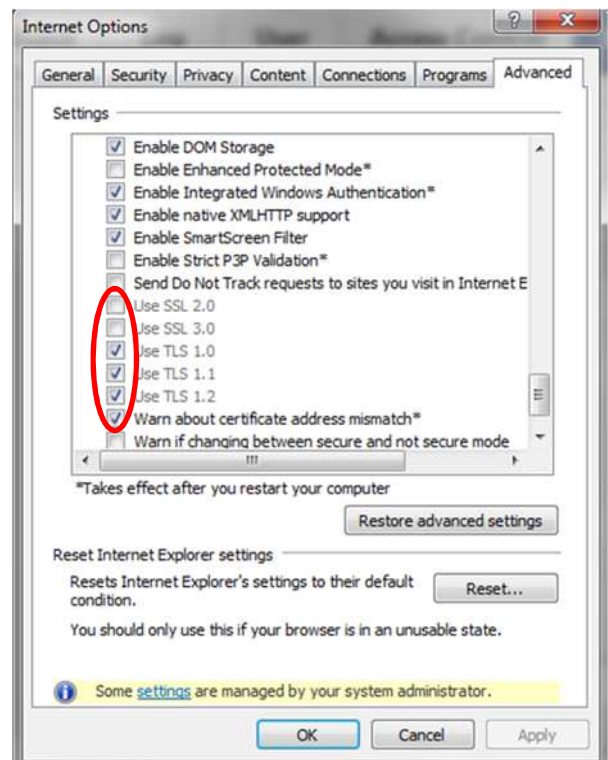 Internet Options
General Security Privacy Content Connections Programs Advanced
Settings
Enable DOM Storage
Enable Enhanced Protected Mode*
Enable Integrated Windows Authentication*
Enable native XMLHTTP support
Enable SmartScreen Filter
Enable Strict P3P Validation*
Send Do Not Track requests to sites you visit in Internet E
Use SSL 2.0
Use SSL 3.0
Use TLS 1.0
Use TLS 1.1
Use TLS 1.2
Warn about certificate address mismatch*
Warn if changing between secure and not secure mode
*Takes effect after you restart your computer
Restore advanced settings
Reset Internet Explorer settings
Resets Internet Explorer's settings to their default
condition.
Reset...
You should only use this if your browser is in an unusable state.
Some settings are managed by your system administrator.
OK Cancel Apply